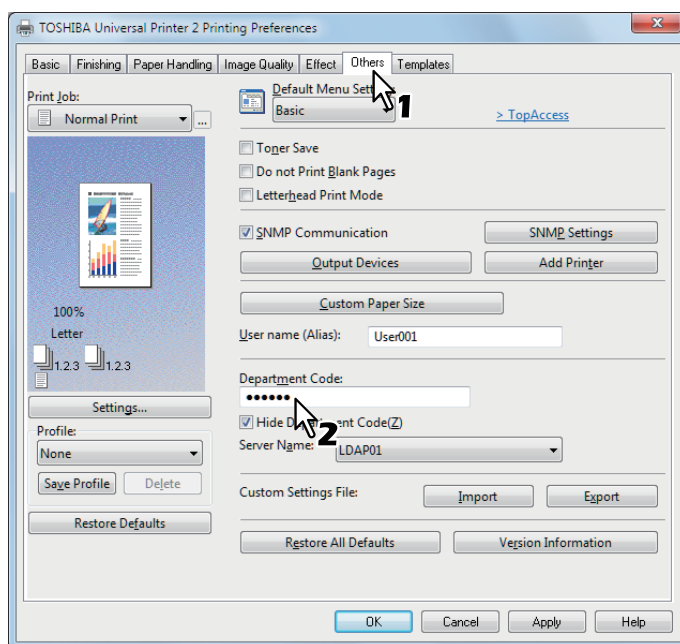 TOSHIBA Universal Printer 2 Printing Preferences
Basic Finishing Paper Handling Image Quality Effect Others Templates
Print Job:
Normal Print ...
100%
Letter
1.2.3 1.2.3
Settings...
Profile:
None
Save Profile Delete
Restore Defaults
Default Menu
1
Basic
> TopAccess
Toner Save
Do not Print Blank Pages
Letterhead Print Mode
SNMP Communication SNMP Settings
Output Devices Add Printer
Custom Paper Size
User name (Alias): User001
Department Code:
••••••
2
Hide Department Code(Z)
Server Name: LDAP01
Custom Settings File: Import Export
Restore All Defaults Version Information
OK Cancel Apply Help